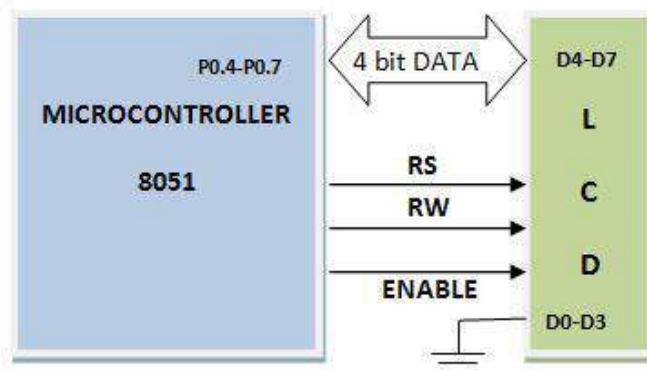 P0.4-P0.7
MICROCONTROLLER
8051
4 bit DATA
RS
RW
ENABLE
D4-D7
L
C
D
D0-D3